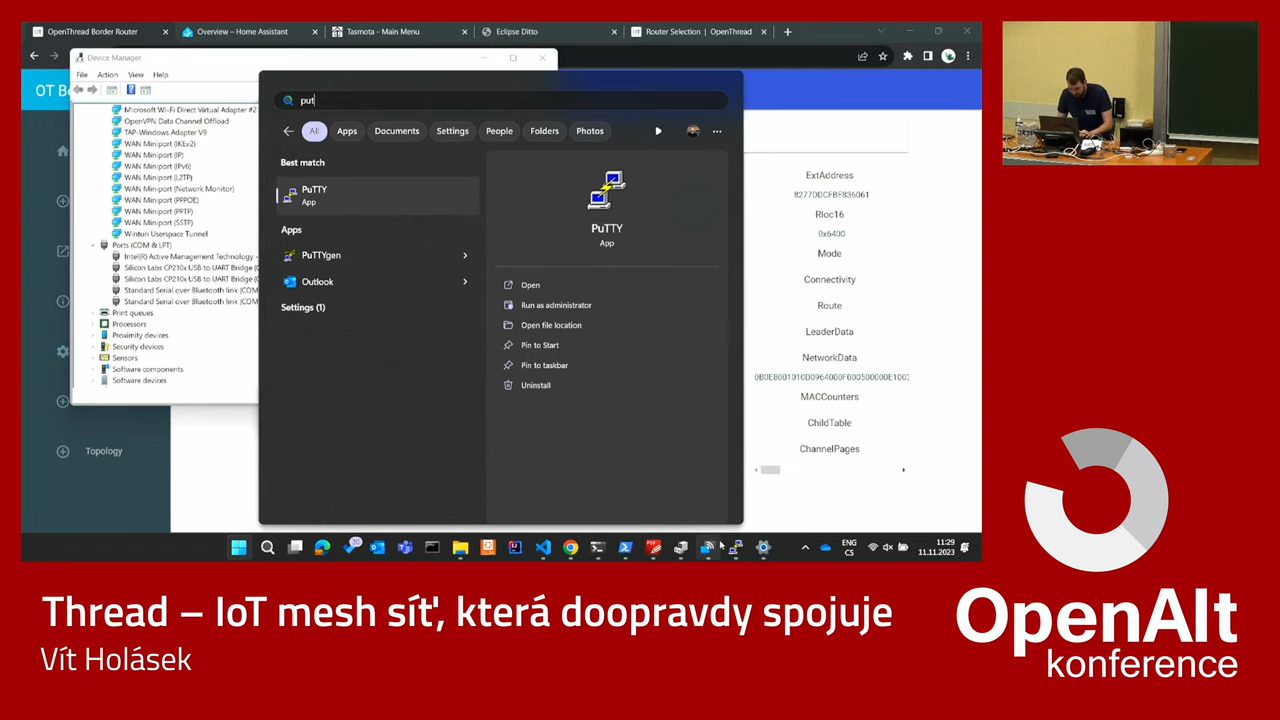 OpenThread Border Router
Overview – Home Assistant
Tasmota - Main Menu
Eclipse Ditto
Router Selection | OpenThread
Device Manager
File Action View Help
Microsoft Wi-Fi Direct Virtual Adapter #2
OpenVPN Data Channel Offload
TAP-Windows Adapter V9
WAN Miniport (IKEv2)
WAN Miniport (IP)
WAN Miniport (IPv6)
WAN Miniport (L2TP)
WAN Miniport (Network Monitor)
WAN Miniport (PPPOE)
WAN Miniport (PPTP)
WAN Miniport (SSTP)
Wintun Userspace Tunnel
Ports (COM & LPT)
Intel(R) Active Management Technology -
Silicon Labs CP210x USB to UART Bridge (
Silicon Labs CP210x USB to UART Bridge (
Standard Serial over Bluetooth link (COM
Standard Serial over Bluetooth link (COM
Print queues
Processors
Proximity devices
Security devices
Sensors
Software components
Software devices
OT Bo
Topology
put
All Apps Documents Settings People Folders Photos
Best match
PuTTY
App
Apps
PuTTYgen
Outlook
Settings (1)
PuTTY
App
Open
Run as administrator
Open file location
Pin to Start
Pin to taskbar
Uninstall
ExtAddress
8277DDCFBF836061
Rloc16
0x6400
Mode
Connectivity
Route
LeaderData
NetworkData
0B0E8001010D0964000F000500000E1003
MACCounters
ChildTable
ChannelPages
30
ENG
CS
11:29
11.11.2023
Thread – IoT mesh síť, která doopravdy spojuje
Vít Holásek
OpenAlt
konference